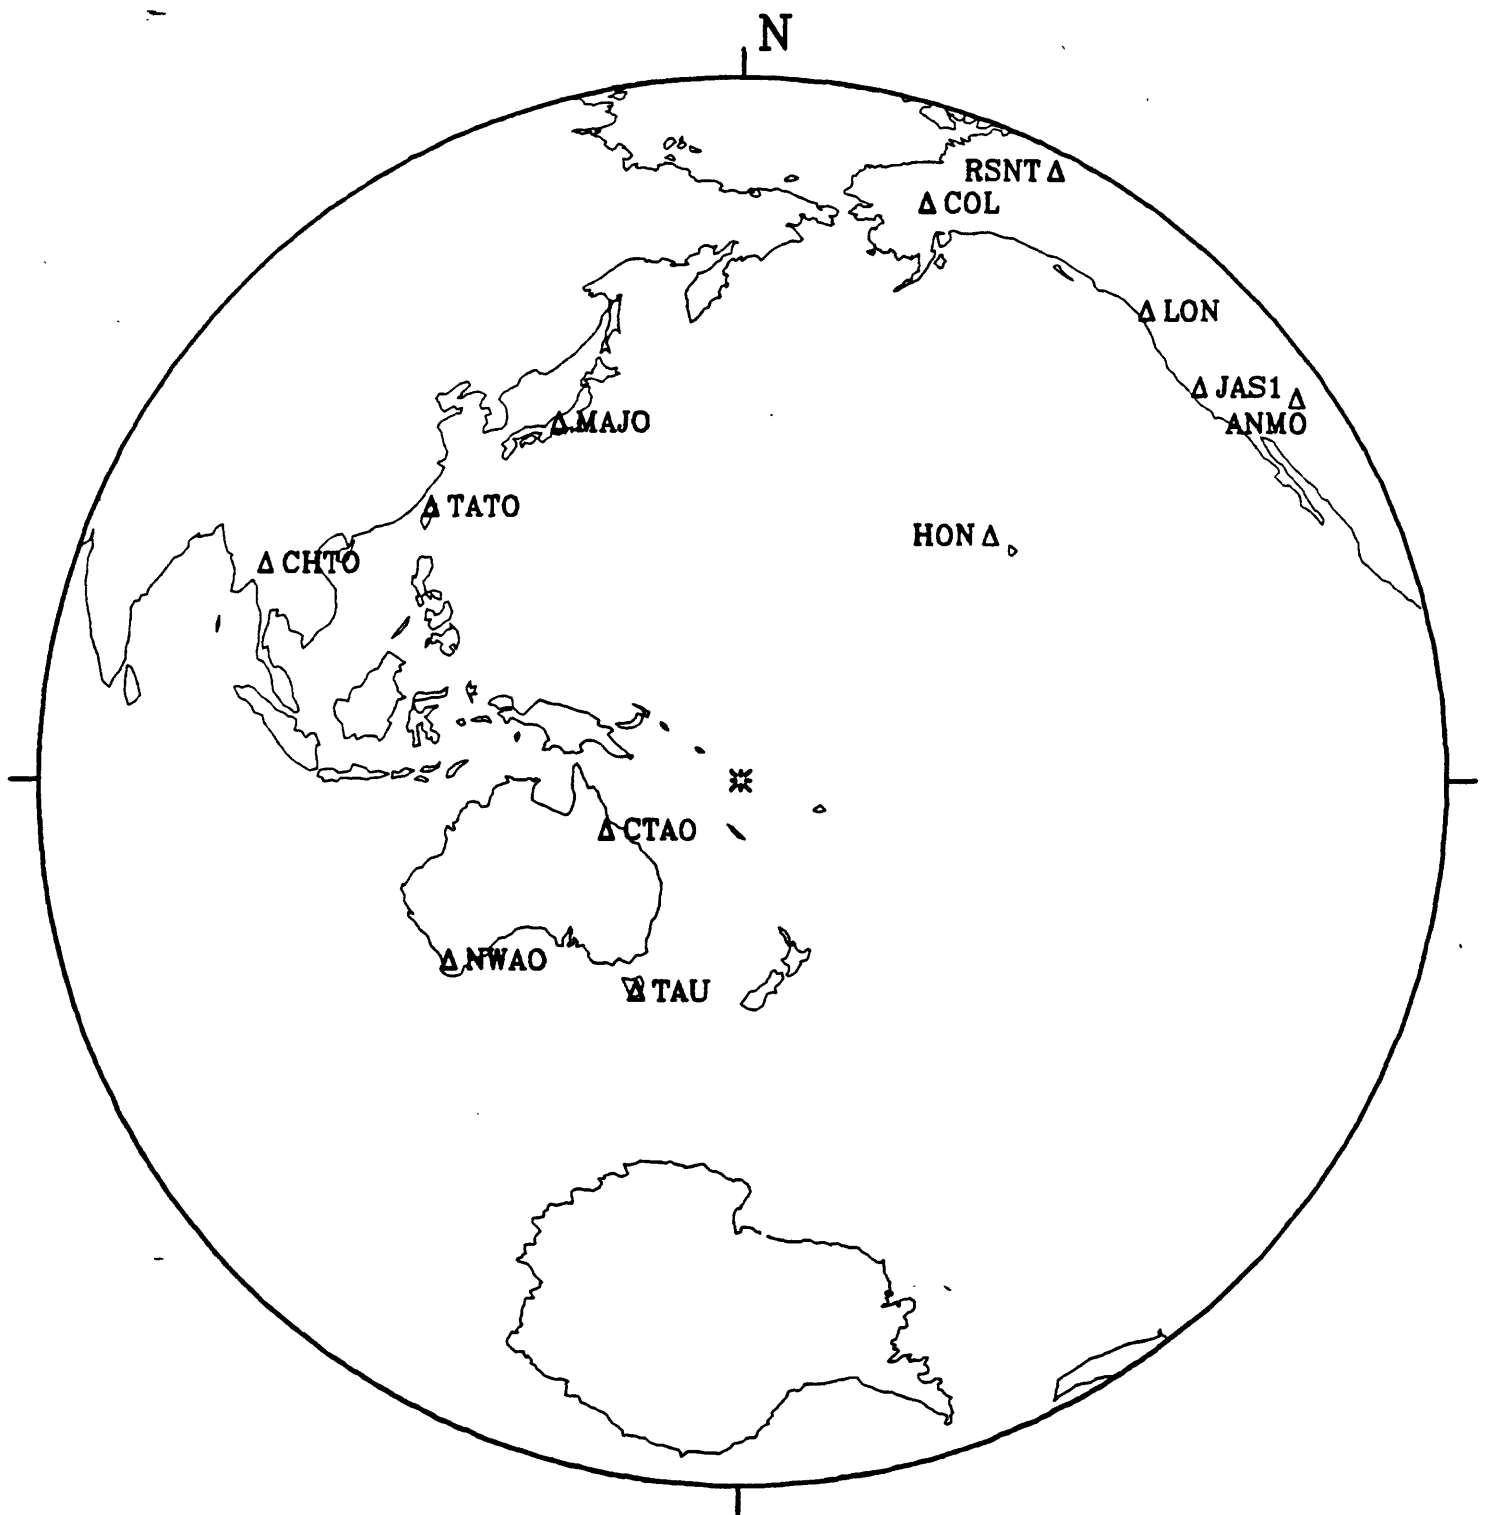 N
RSNT
COL
LON
JAS1
ANMO
MAJO
TATO
HON
CHTO
CTAO
NWAO
TAU